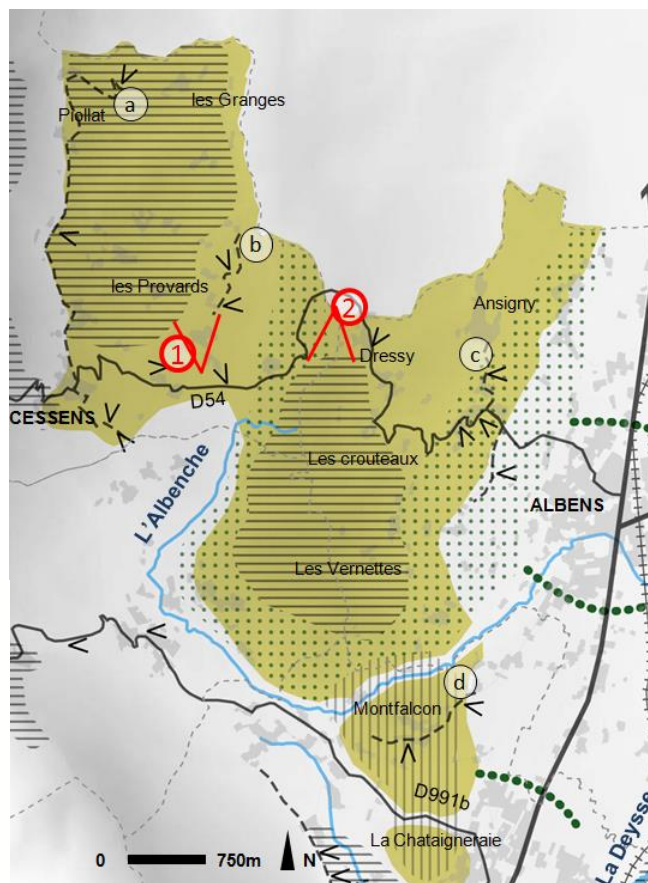 les Granges
a
Piollat
b
les Provards
2
Ansigny
1
Dressy
c
D54
CESSENS
L'Albenche
Les crouteaux
ALBENS
Les Vernettes
d
Montfalcon
D991b
La Chataigneraie
La Deysse
0 750m N